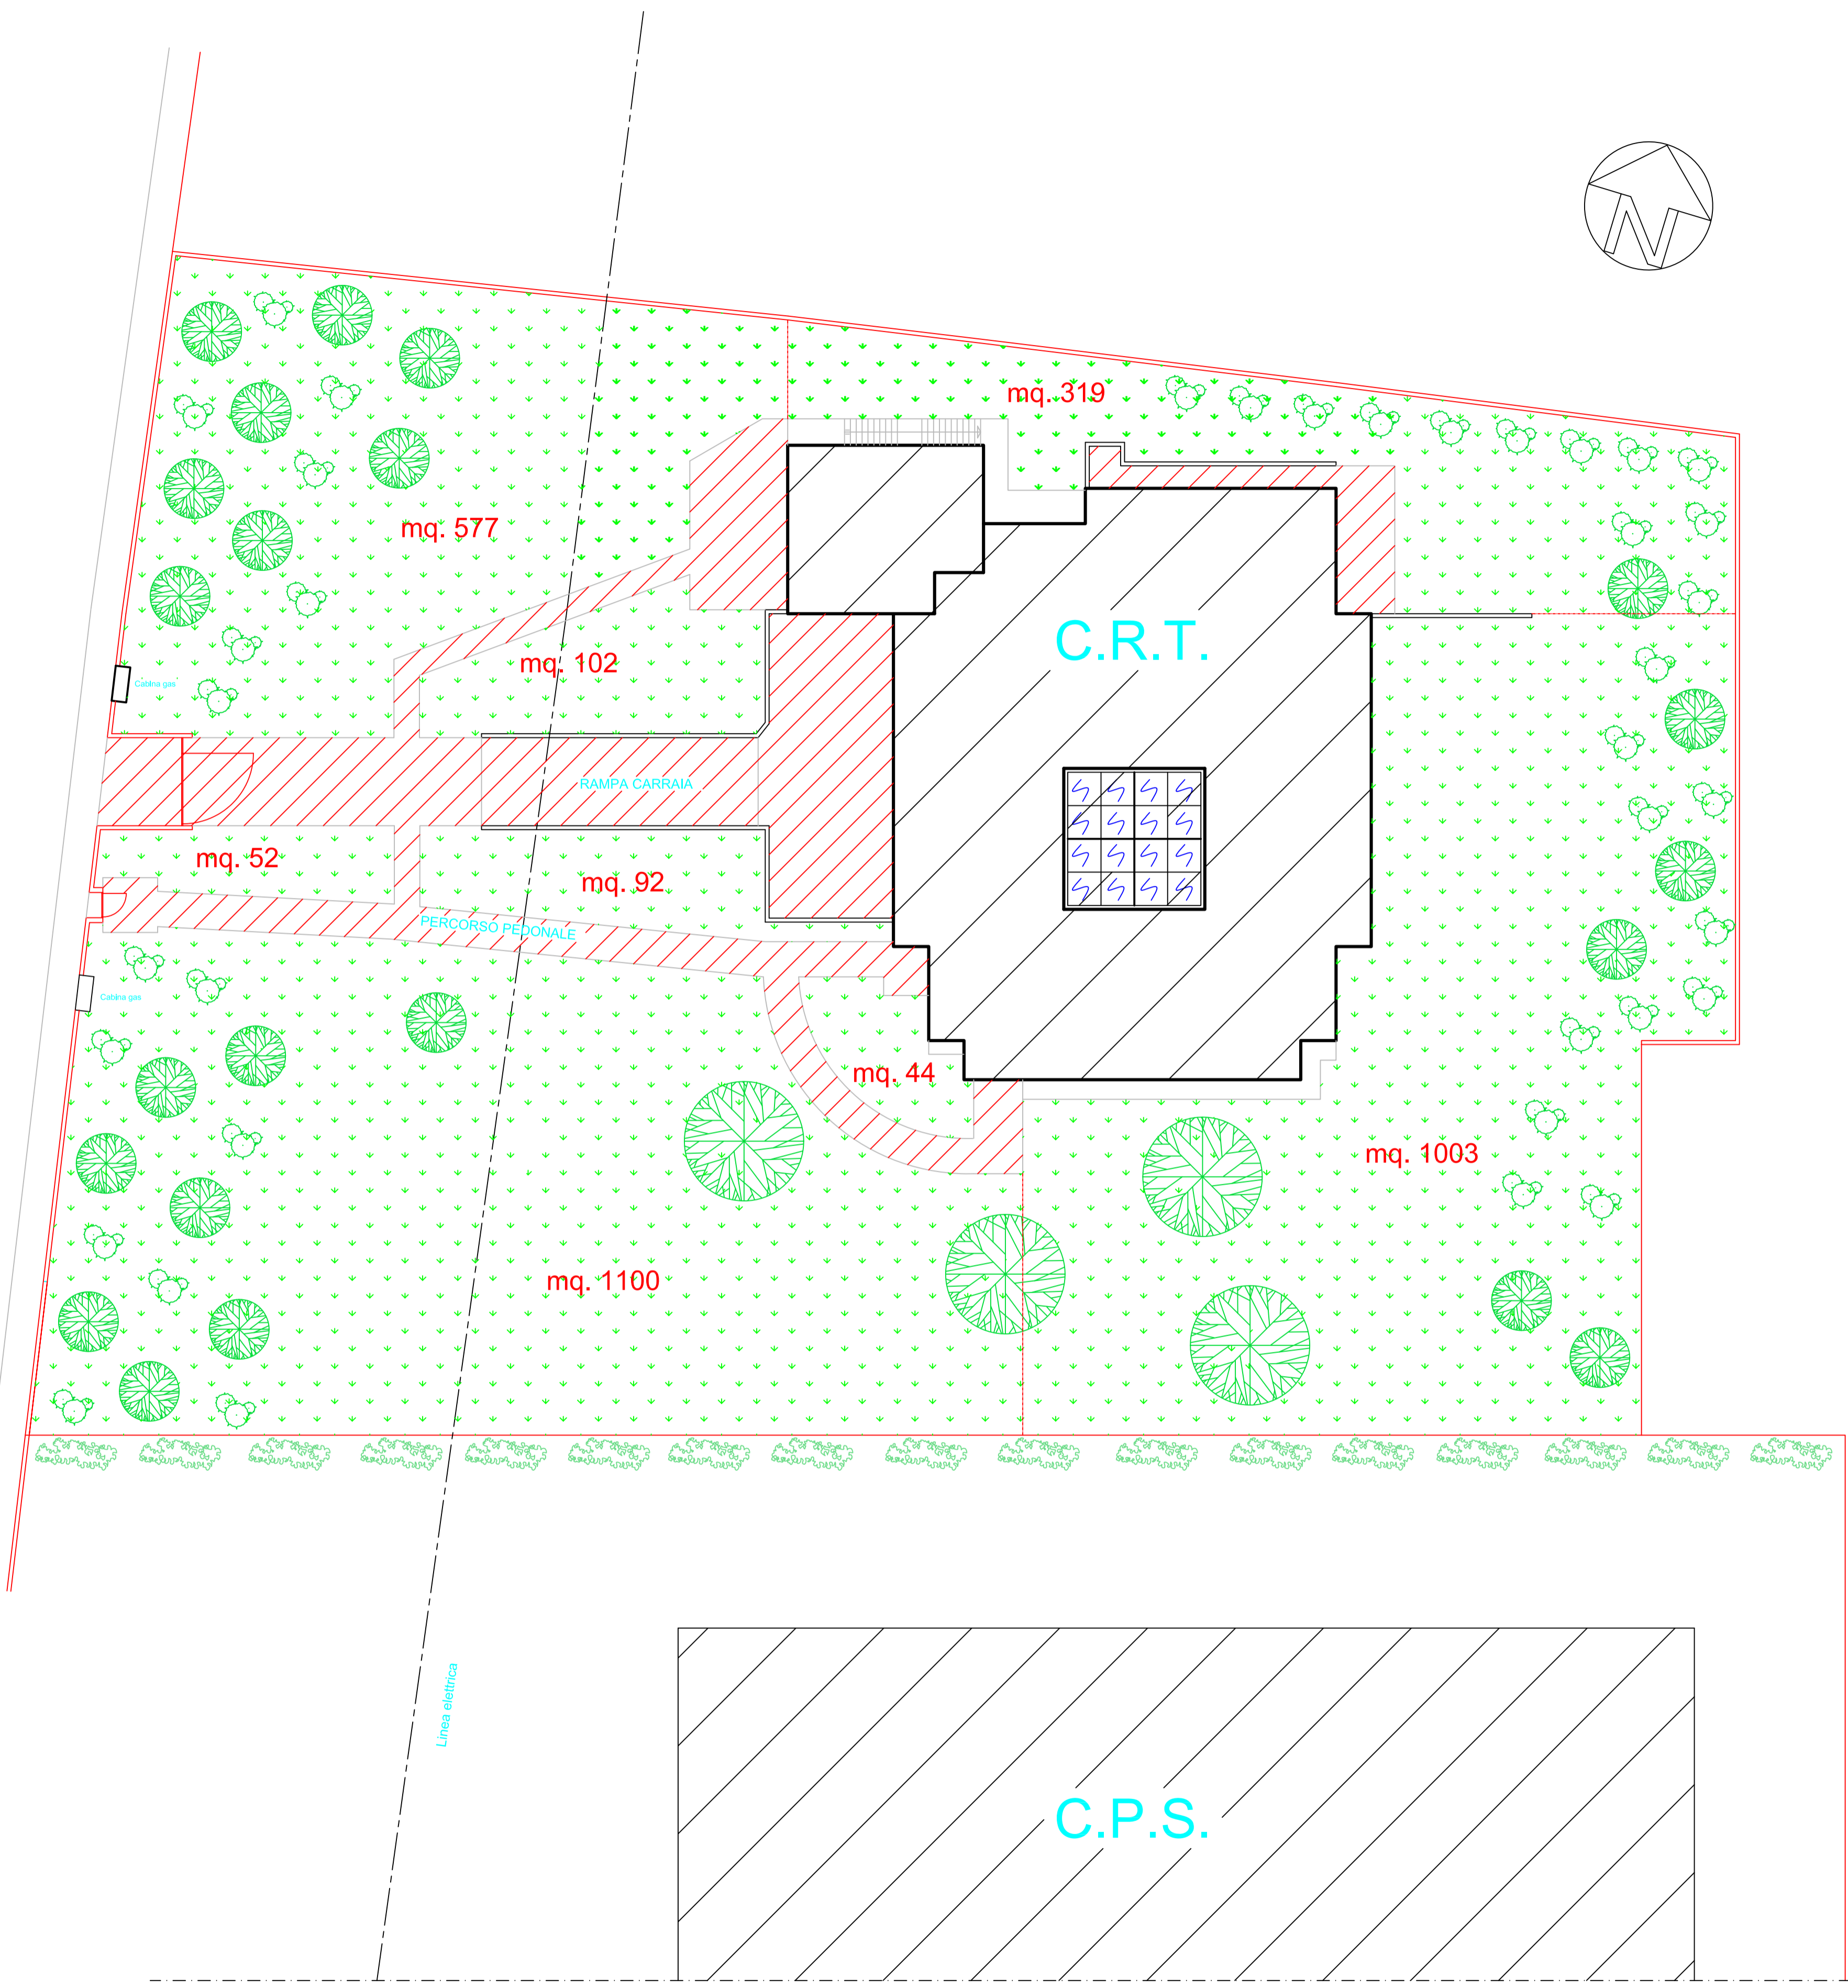 N
mq. 319
mq. 577
C.R.T.
mq. 102
Cabina gas
RAMPA CARRAIA
mq. 52
mq. 92
PERCORSO PEDONALE
Cabina gas
mq. 44
mq. 1003
mq. 1100
Linea elettrica
C.P.S.